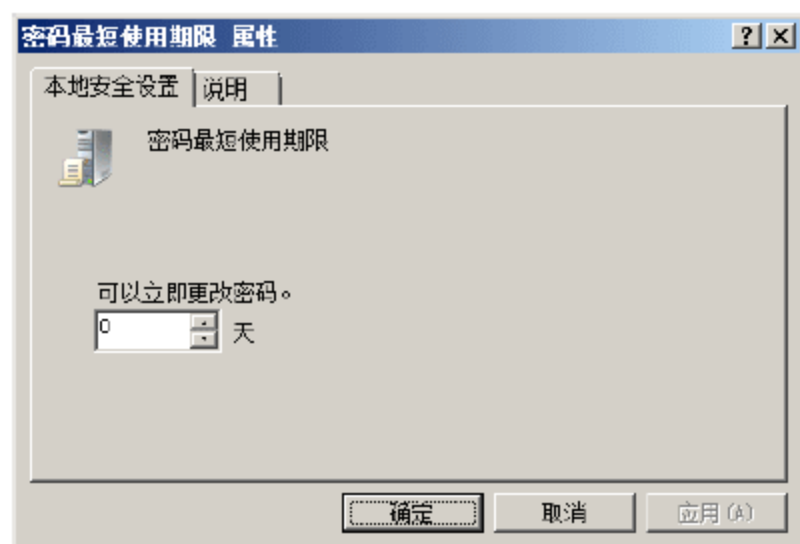 密码最短使用期限 属性
本地安全设置 说明
密码最短使用期限
可以立即更改密码。
0 天
确定 取消 应用(A)